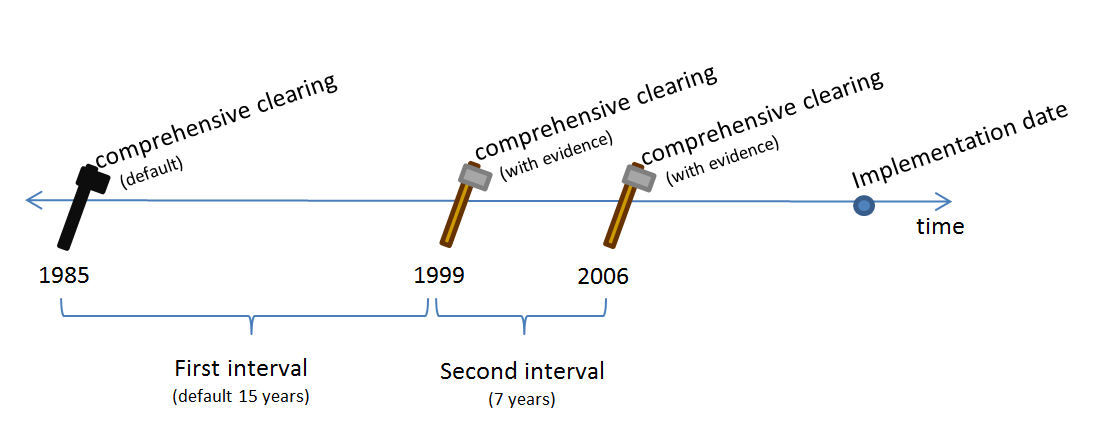 comprehensive clearing
(default)
comprehensive clearing
(with evidence)
comprehensive clearing
(with evidence)
Implementation date
time
1985
1999
2006
First interval
(default 15 years)
Second interval
(7 years)